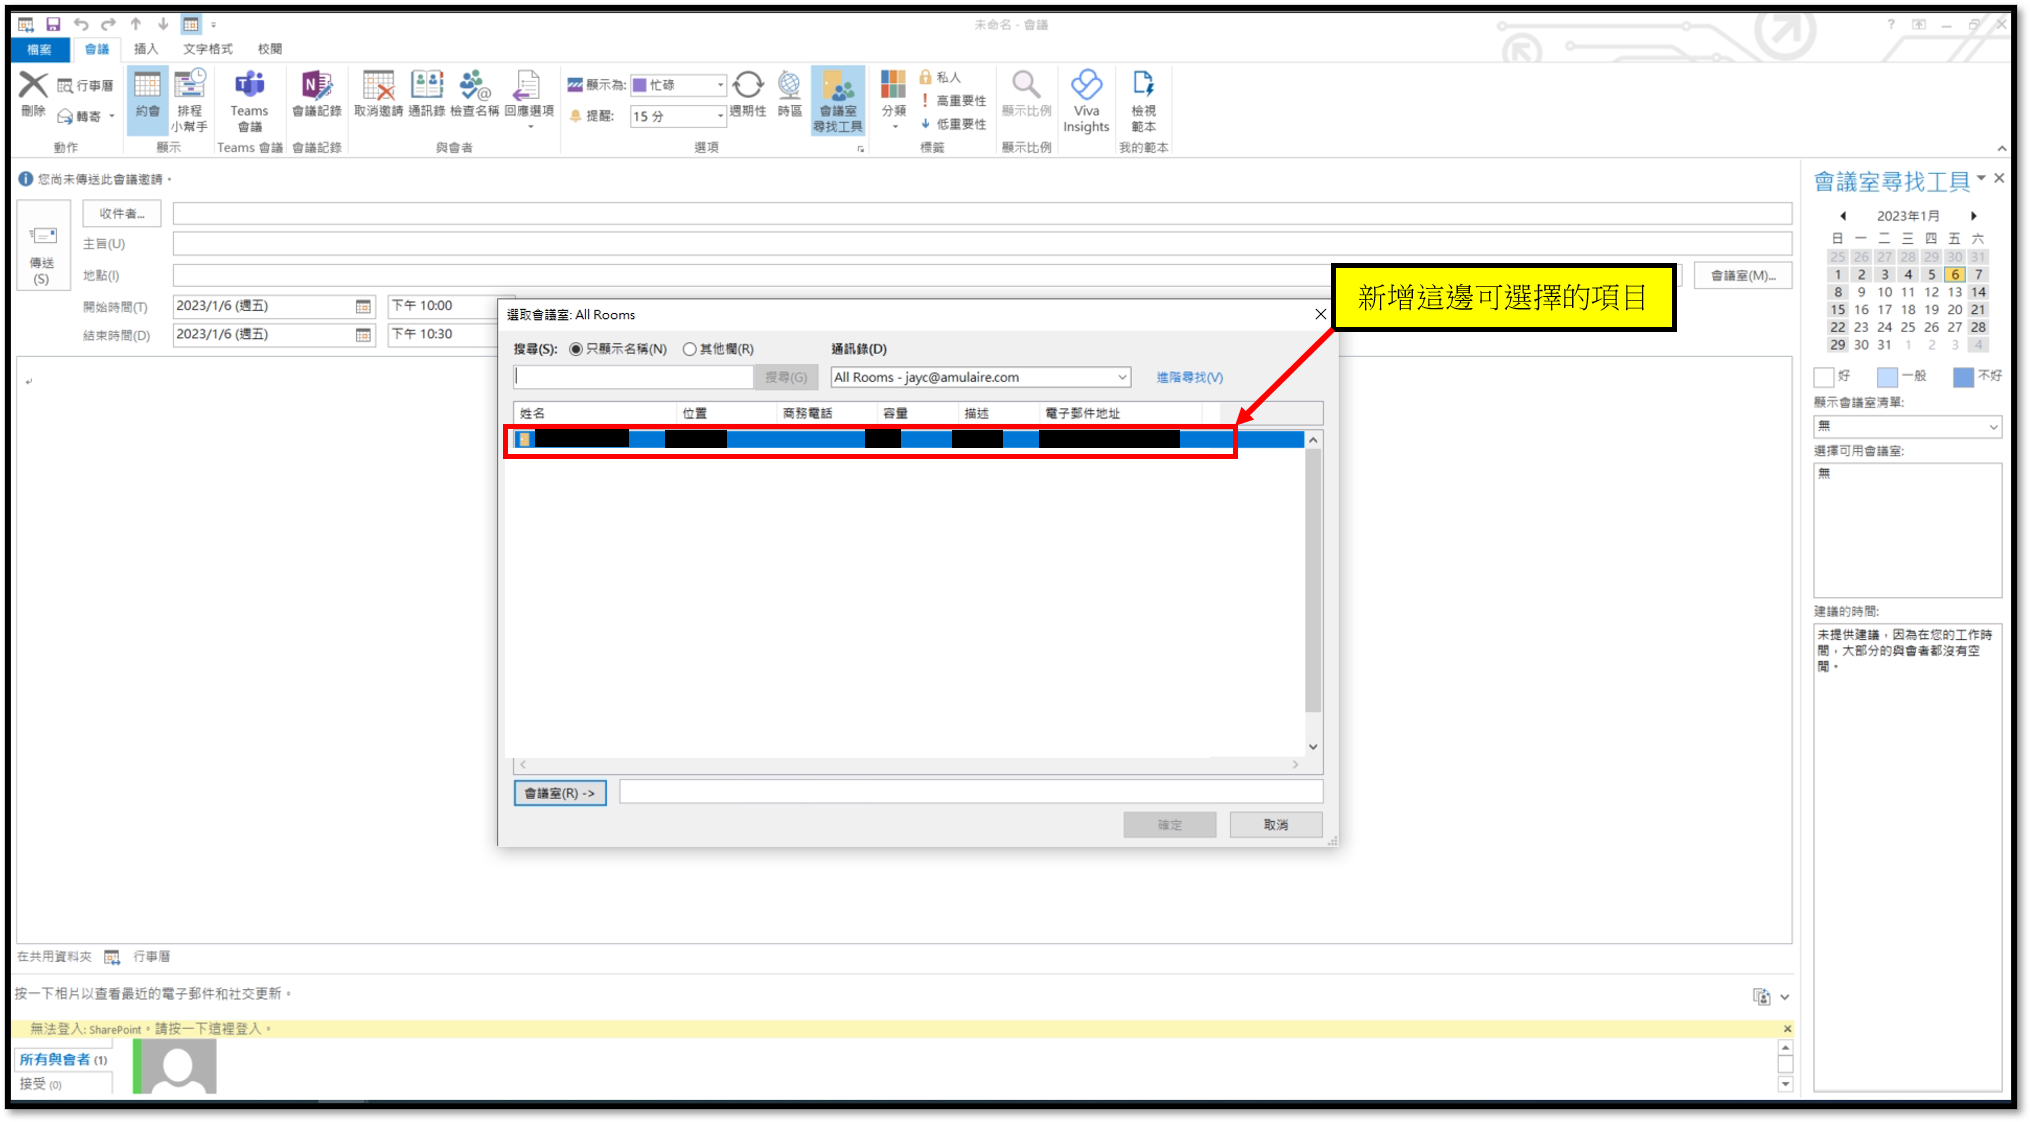 未命名 - 會議
檔案
會議
插入
文字格式
校閱
刪除
行事曆
轉寄
動作
約會
排程
小幫手
顯示
Teams
會議
Teams 會議
會議記錄
會議記錄
取消邀請
通訊錄
檢查名稱
回應選項
與會者
顯示為:
忙碌
提醒:
15 分
週期性
時區
會議室
尋找工具
選項
分類
私人
高重要性
低重要性
標籤
顯示比例
顯示比例
Viva
Insights
檢視
範本
我的範本
您尚未傳送此會議邀請。
傳送
(S)
收件者...
主旨(U)
地點(I)
會議室(M)...
開始時間(T)
2023/1/6 (週五)
下午 10:00
結束時間(D)
2023/1/6 (週五)
下午 10:30
新增這邊可選擇的項目
選取會議室: All Rooms
搜尋(S):
只顯示名稱(N)
其他欄(R)
通訊錄(D)
搜尋(G)
All Rooms - jayc@amulaire.com
進階尋找(V)
姓名
位置
商務電話
容量
描述
電子郵件地址
會議室(R) ->
確定
取消
會議室尋找工具
2023年1月
日 一 二 三 四 五 六
25 26 27 28 29 30 31
1 2 3 4 5 6 7
8 9 10 11 12 13 14
15 16 17 18 19 20 21
22 23 24 25 26 27 28
29 30 31 1 2 3 4
好
一般
不好
顯示會議室清單:
無
選擇可用會議室:
無
建議的時間:
未提供建議，因為在您的工作時
間，大部分的與會者都沒有空
閒。
在共用資料夾
行事曆
按一下相片以查看最近的電子郵件和社交更新。
無法登入: SharePoint。請按一下這裡登入。
所有與會者 (1)
接受 (0)